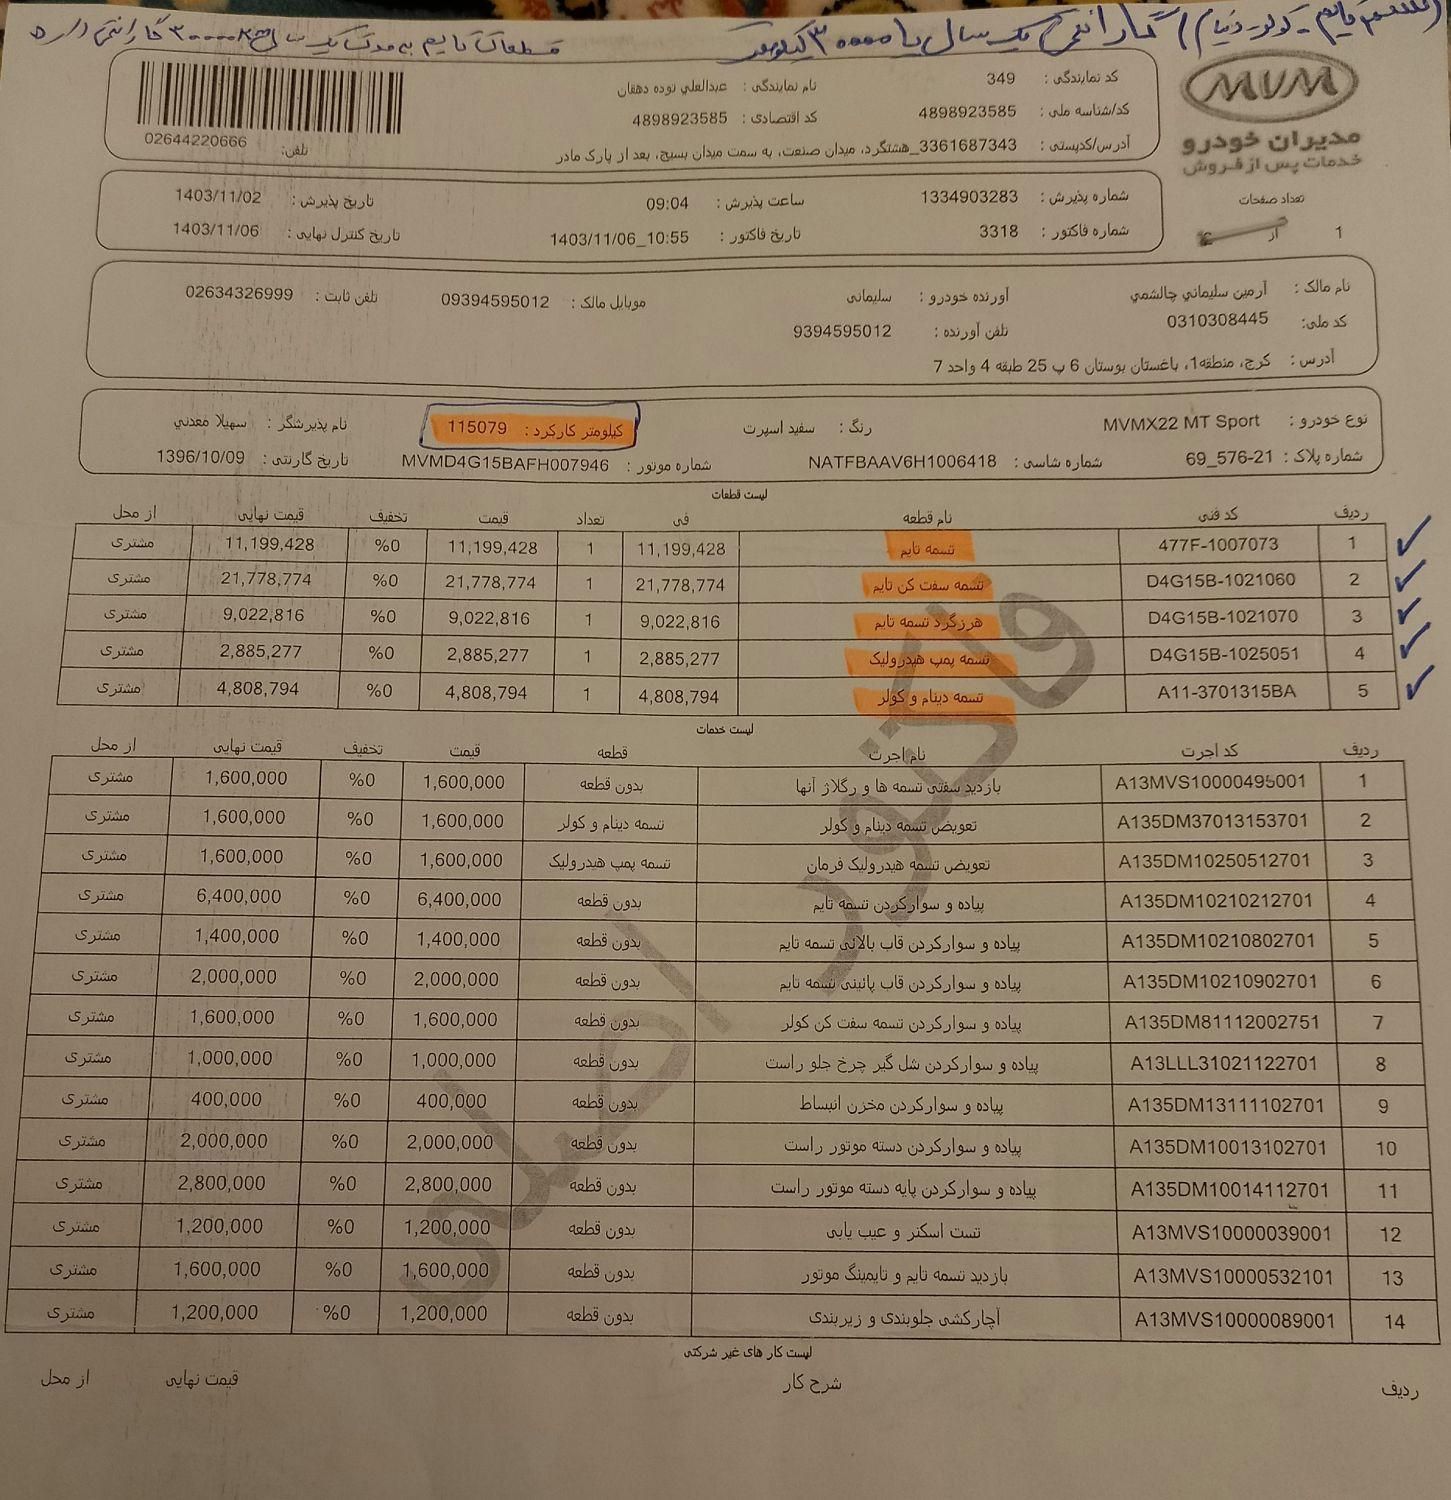 تسمه تایم - کولر - دینام / گارانتی یک سال یا 30000 کیلومتر
قطعات تایم به مدت یک سال 30000 گارانتی دارد
MVM
مدیران خودرو
خدمات پس از فروش
کد نمایندگی : 349 نام نمایندگی : عبدالعلي نوده دهقان
کد/شناسه ملی : 4898923585 کد اقتصادی : 4898923585
آدرس/کدپستی : 3361687343_هشتگرد، میدان صنعت، به سمت میدان بسیج، بعد از پارک مادر تلفن: 02644220666
تعداد صفحات
1 از
شماره پذیرش : 1334903283 ساعت پذیرش : 09:04 تاریخ پذیرش : 1403/11/02
شماره فاکتور : 3318 تاریخ فاکتور : 1403/11/06_10:55 تاریخ کنترل نهایی : 1403/11/06
نام مالک : آرمين سليماني چالشمي آورنده خودرو : سلیمانی موبایل مالک : 09394595012 تلفن ثابت : 02634326999
کد ملی: 0310308445 تلفن آورنده : 9394595012
آدرس : کرج، منطقه1، باغستان بوستان 6 پ 25 طبقه 4 واحد 7
نوع خودرو : MVMX22 MT Sport رنگ : سفید اسپرت کیلومتر کارکرد : 115079 نام پذیرشگر : سهیلا معدني
شماره پلاک : 69_576-21 شماره شاسی : NATFBAAV6H1006418 شماره موتور : MVMD4G15BAFH007946 تاریخ گارنتی : 1396/10/09
لیست قطعات
ردیف کد فنی نام قطعه فی تعداد قیمت تخفیف قیمت نهایی از محل
1 477F-1007073 تسمه تایم 11,199,428 1 11,199,428 %0 11,199,428 مشتری
2 D4G15B-1021060 تسمه سفت کن تایم 21,778,774 1 21,778,774 %0 21,778,774 مشتری
3 D4G15B-1021070 هرزگرد تسمه تایم 9,022,816 1 9,022,816 %0 9,022,816 مشتری
4 D4G15B-1025051 تسمه پمپ هیدرولیک 2,885,277 1 2,885,277 %0 2,885,277 مشتری
5 A11-3701315BA تسمه دینام و کولر 4,808,794 1 4,808,794 %0 4,808,794 مشتری
لیست خدمات
ردیف کد اجرت نام اجرت قطعه قیمت تخفیف قیمت نهایی از محل
1 A13MVS10000495001 بازدید سفتی تسمه ها و رگلاژ آنها بدون قطعه 1,600,000 %0 1,600,000 مشتری
2 A135DM37013153701 تعویض تسمه دینام و کولر تسمه دینام و کولر 1,600,000 %0 1,600,000 مشتری
3 A135DM10250512701 تعویض تسمه هیدرولیک فرمان تسمه پمپ هیدرولیک 1,600,000 %0 1,600,000 مشتری
4 A135DM10210212701 پیاده و سوارکردن تسمه تایم بدون قطعه 6,400,000 %0 6,400,000 مشتری
5 A135DM10210802701 پیاده و سوارکردن قاب بالائی تسمه تایم بدون قطعه 1,400,000 %0 1,400,000 مشتری
6 A135DM10210902701 پیاده و سوارکردن قاب پائینی تسمه تایم بدون قطعه 2,000,000 %0 2,000,000 مشتری
7 A135DM81112002751 پیاده و سوارکردن تسمه سفت کن کولر بدون قطعه 1,600,000 %0 1,600,000 مشتری
8 A13LLL31021122701 پیاده و سوارکردن شل گیر چرخ جلو راست بدون قطعه 1,000,000 %0 1,000,000 مشتری
9 A135DM13111102701 پیاده و سوارکردن مخزن انبساط بدون قطعه 400,000 %0 400,000 مشتری
10 A135DM10013102701 پیاده و سوارکردن دسته موتور راست بدون قطعه 2,000,000 %0 2,000,000 مشتری
11 A135DM10014112701 پیاده و سوارکردن پایه دسته موتور راست بدون قطعه 2,800,000 %0 2,800,000 مشتری
12 A13MVS10000039001 تست اسکنر و عیب یابی بدون قطعه 1,200,000 %0 1,200,000 مشتری
13 A13MVS10000532101 بازدید تسمه تایم و تایمینگ موتور بدون قطعه 1,600,000 %0 1,600,000 مشتری
14 A13MVS10000089001 آچارکشی جلوبندی و زیربندی بدون قطعه 1,200,000 %0 1,200,000 مشتری
فاکتور اصلی
لیست کار های غیر شرکتی
ردیف شرح کار قیمت نهایی از محل